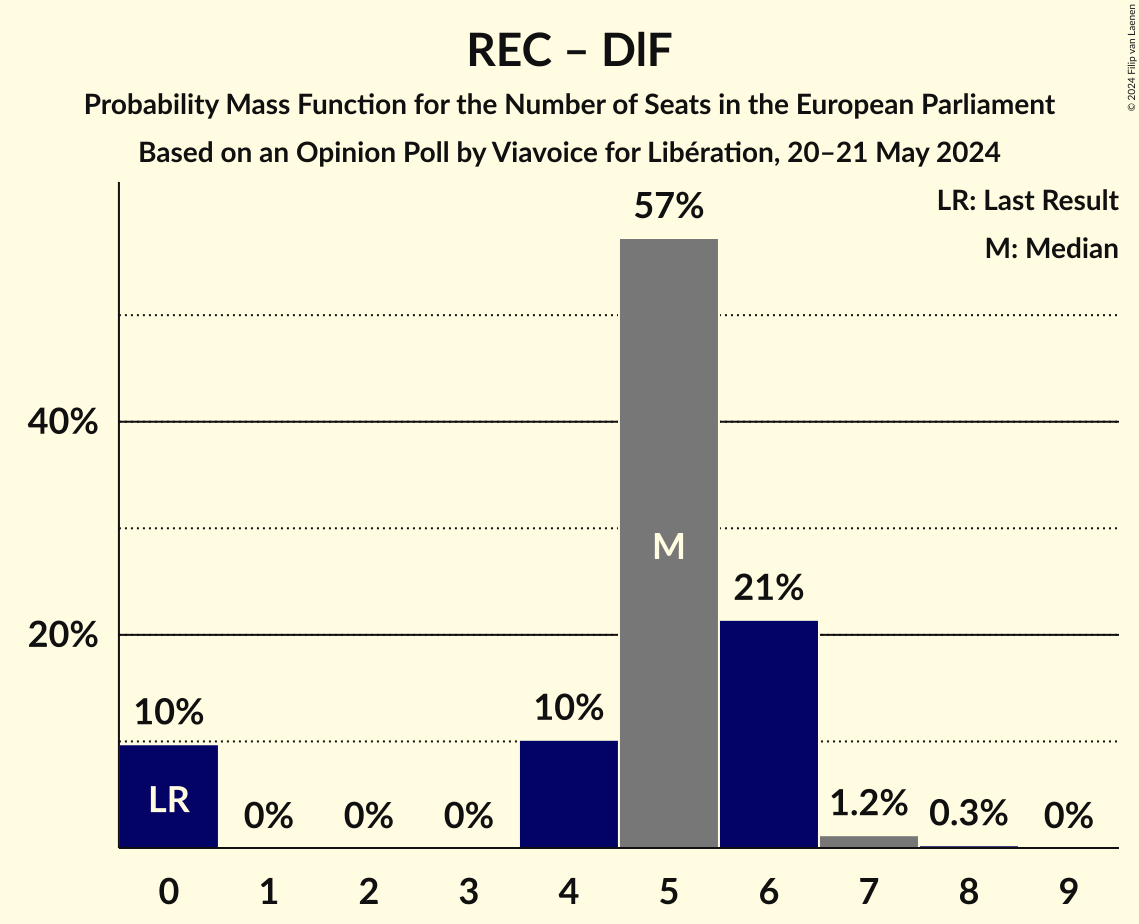 REC – DlF
Probability Mass Function for the Number of Seats in the European Parliament
Based on an Opinion Poll by Viavoice for Libération, 20–21 May 2024
© 2024 Filip van Laenen
LR: Last Result
M: Median
57%
40%
M
21%
20%
10%
10%
LR
0%
0%
0%
1.2%
0.3%
0%
0 1 2 3 4 5 6 7 8 9